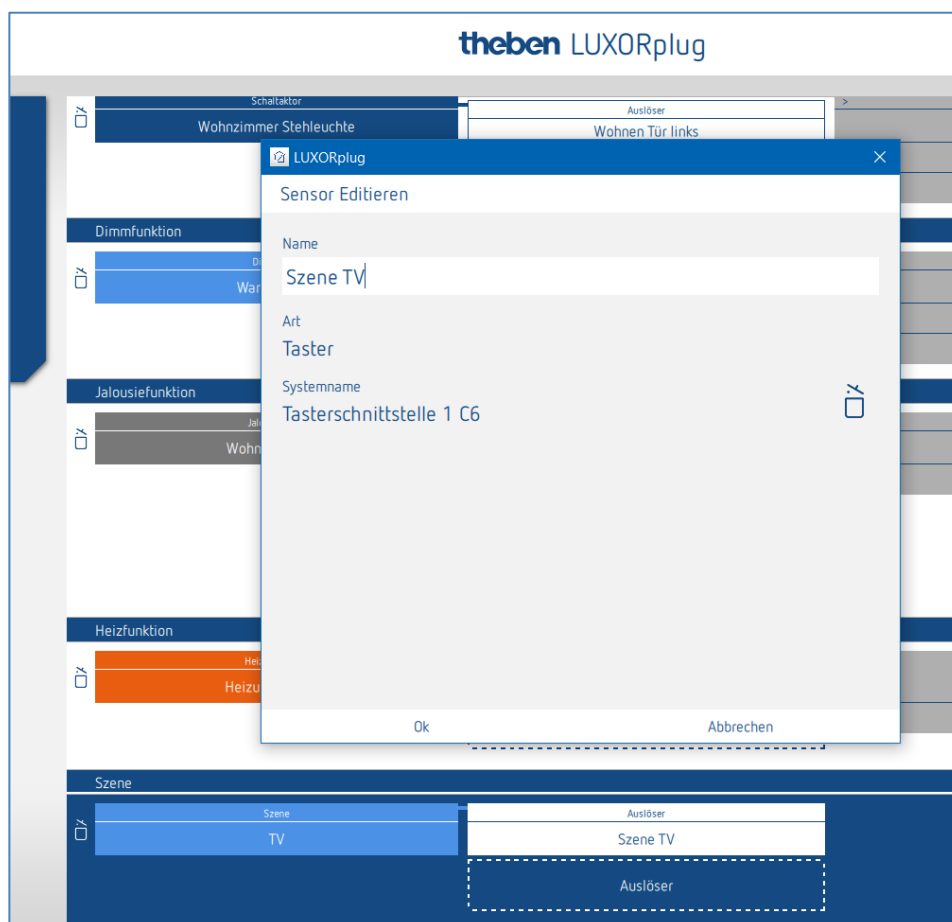 theben LUXORplug
Schaltaktor
Wohnzimmer Stehleuchte
Auslöser
Wohnen Tür links
>
LUXORplug
Sensor Editieren
Name
Szene TV
Art
Taster
Systemname
Tasterschnittstelle 1 C6
Ok
Abbrechen
Dimmfunktion
Jalousiefunktion
Heizfunktion
Szene
Szene
TV
Auslöser
Szene TV
Auslöser